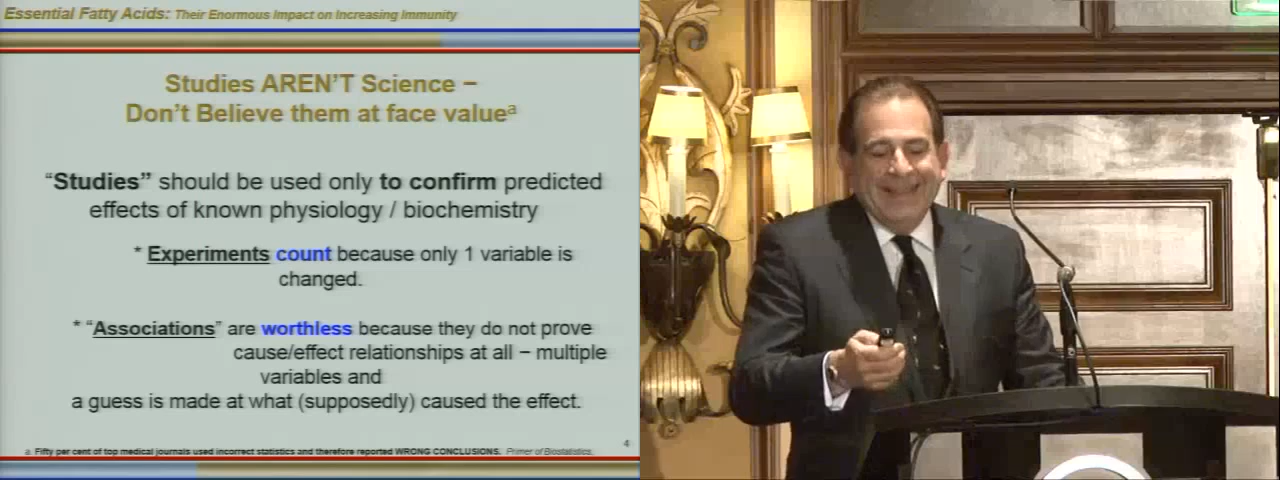 Essential Fatty Acids: Their Enormous Impact on Increasing Immunity
Studies AREN'T Science –
Don't Believe them at face valueª
"Studies" should be used only to confirm predicted
effects of known physiology / biochemistry
* Experiments count because only 1 variable is
changed.
* "Associations" are worthless because they do not prove
cause/effect relationships at all – multiple
variables and
a guess is made at what (supposedly) caused the effect.
4
a. Fifty per cent of top medical journals used incorrect statistics and therefore reported WRONG CONCLUSIONS. Primer of Biostatistics,